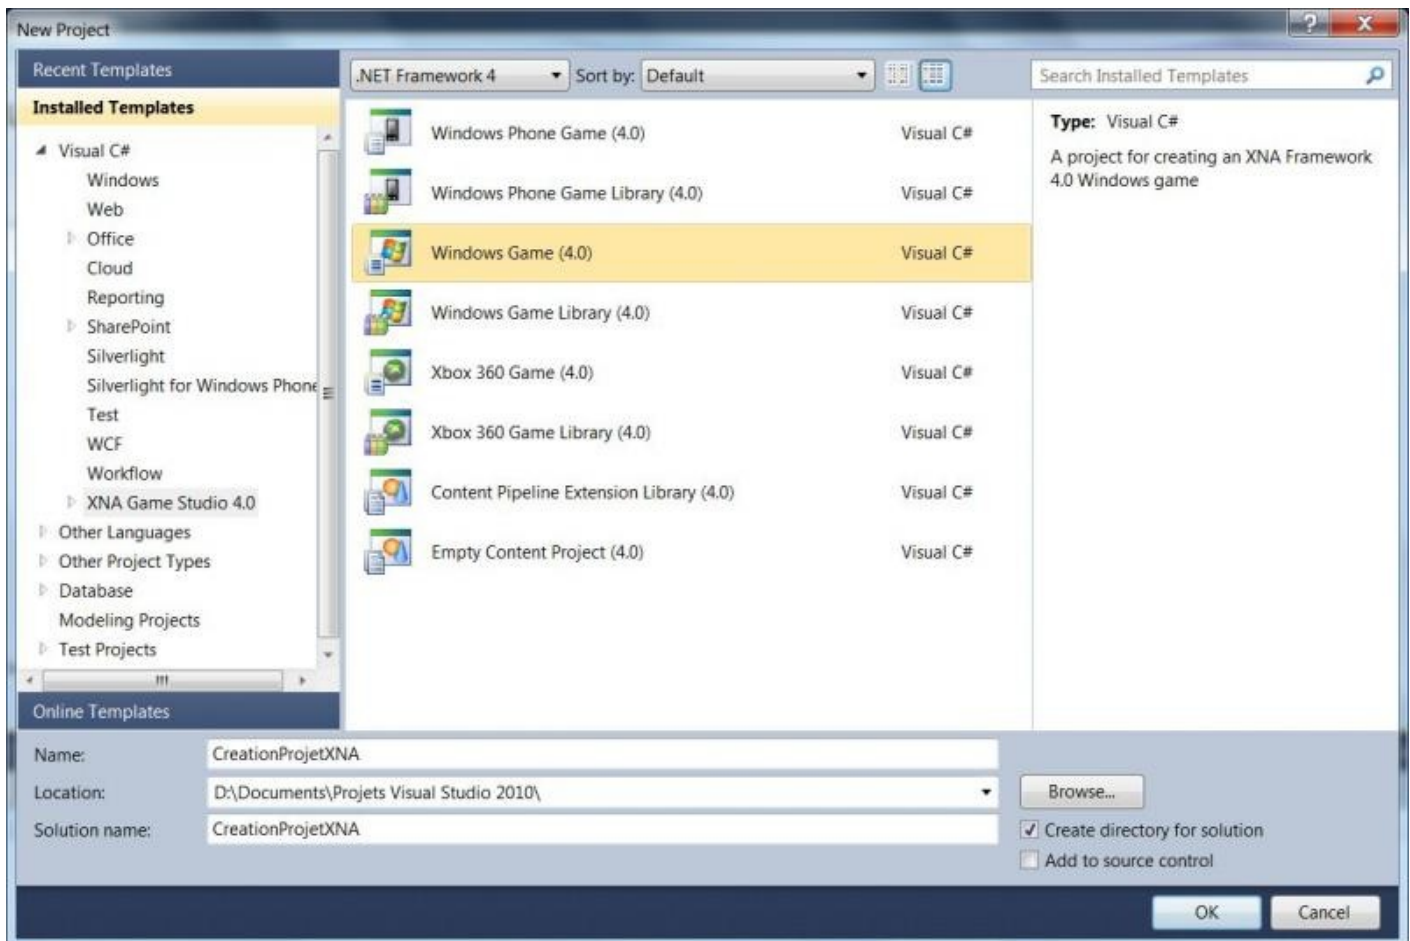 New Project
Recent Templates
Installed Templates
Visual C#
Windows
Web
Office
Cloud
Reporting
SharePoint
Silverlight
Silverlight for Windows Phone
Test
WCF
Workflow
XNA Game Studio 4.0
Other Languages
Other Project Types
Database
Modeling Projects
Test Projects
Online Templates
.NET Framework 4 Sort by: Default
Windows Phone Game (4.0) Visual C#
Windows Phone Game Library (4.0) Visual C#
Windows Game (4.0) Visual C#
Windows Game Library (4.0) Visual C#
Xbox 360 Game (4.0) Visual C#
Xbox 360 Game Library (4.0) Visual C#
Content Pipeline Extension Library (4.0) Visual C#
Empty Content Project (4.0) Visual C#
Search Installed Templates
Type: Visual C#
A project for creating an XNA Framework
4.0 Windows game
Name: CreationProjetXNA
Location: D:\Documents\Projets Visual Studio 2010\
Browse...
Solution name: CreationProjetXNA
Create directory for solution
Add to source control
OK Cancel